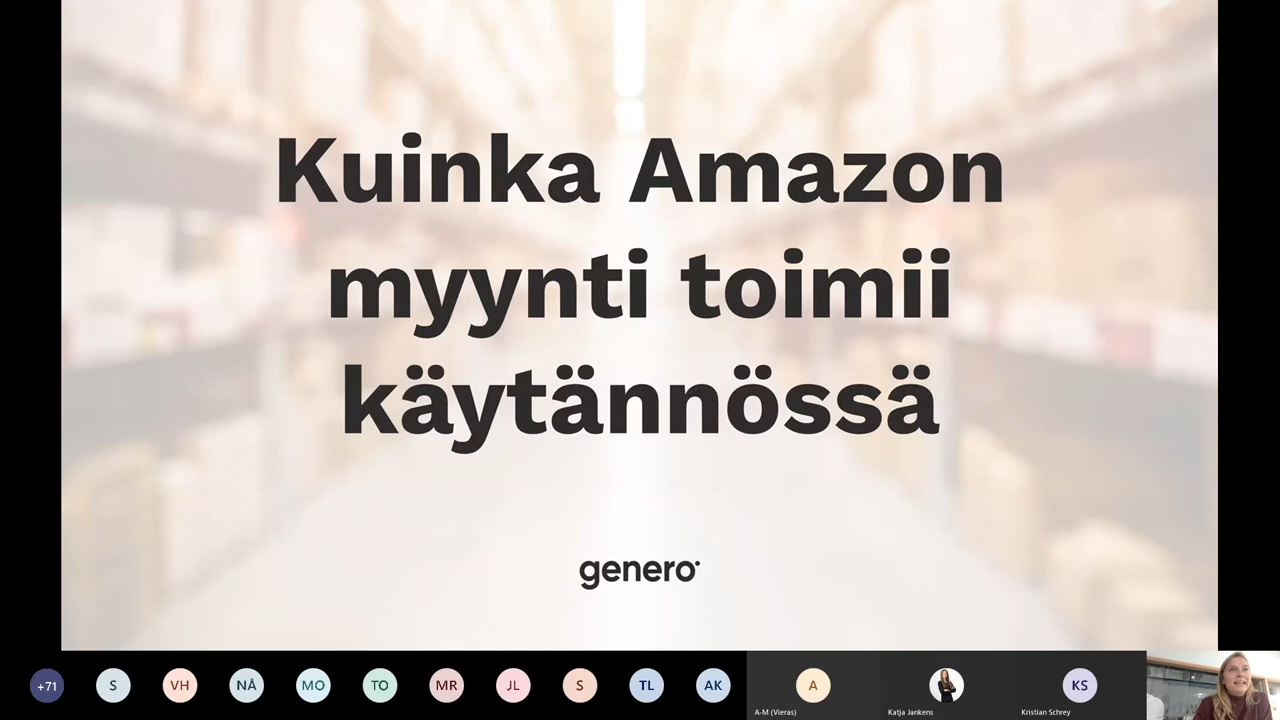 Kuinka Amazon
myynti toimii
käytännössä
genero
+71
S
VH
NÅ
MO
TO
MR
JL
S
TL
AK
A
KS
A-M (Vieras)
Katja Jankens
Kristian Schrey